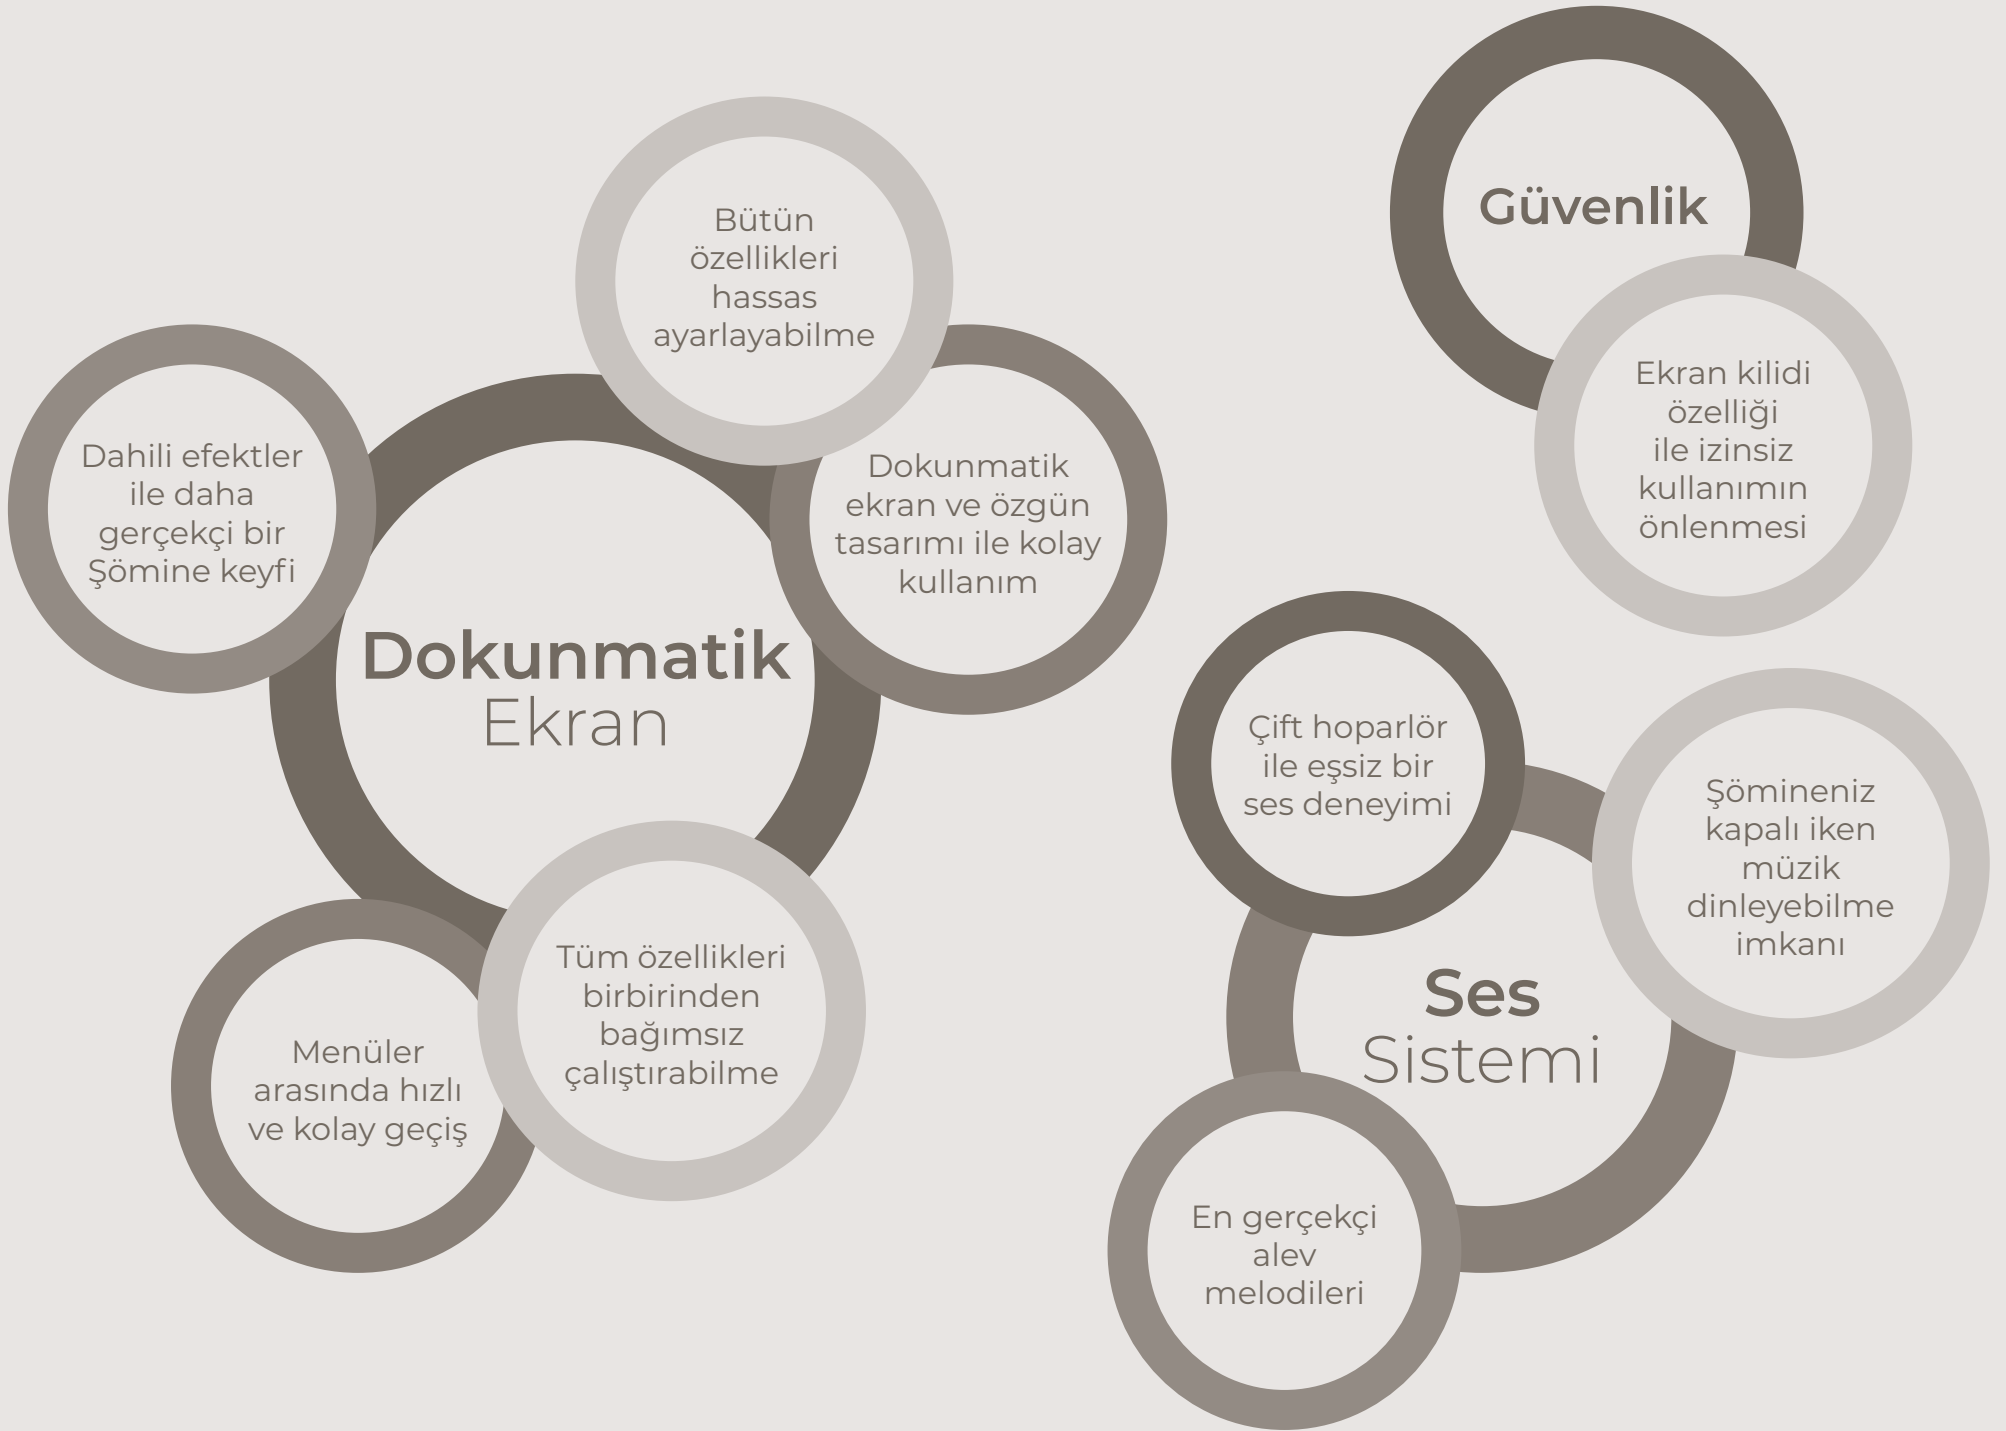 Bütün
özellikleri
hassas
ayarlayabilme
Dahili efektler
ile daha
gerçekçi bir
Şömine keyfi
Dokunmatik
ekran ve özgün
tasarımı ile kolay
kullanım
Dokunmatik
Ekran
Tüm özellikleri
birbirinden
bağımsız
çalıştırabilme
Menüler
arasında hızlı
ve kolay geçiş
Güvenlik
Ekran kilidi
özelliği
ile izinsiz
kullanımın
önlenmesi
Çift hoparlör
ile eşsiz bir
ses deneyimi
Şömineniz
kapalı iken
müzik
dinleyebilme
imkanı
Ses
Sistemi
En gerçekçi
alev
melodileri